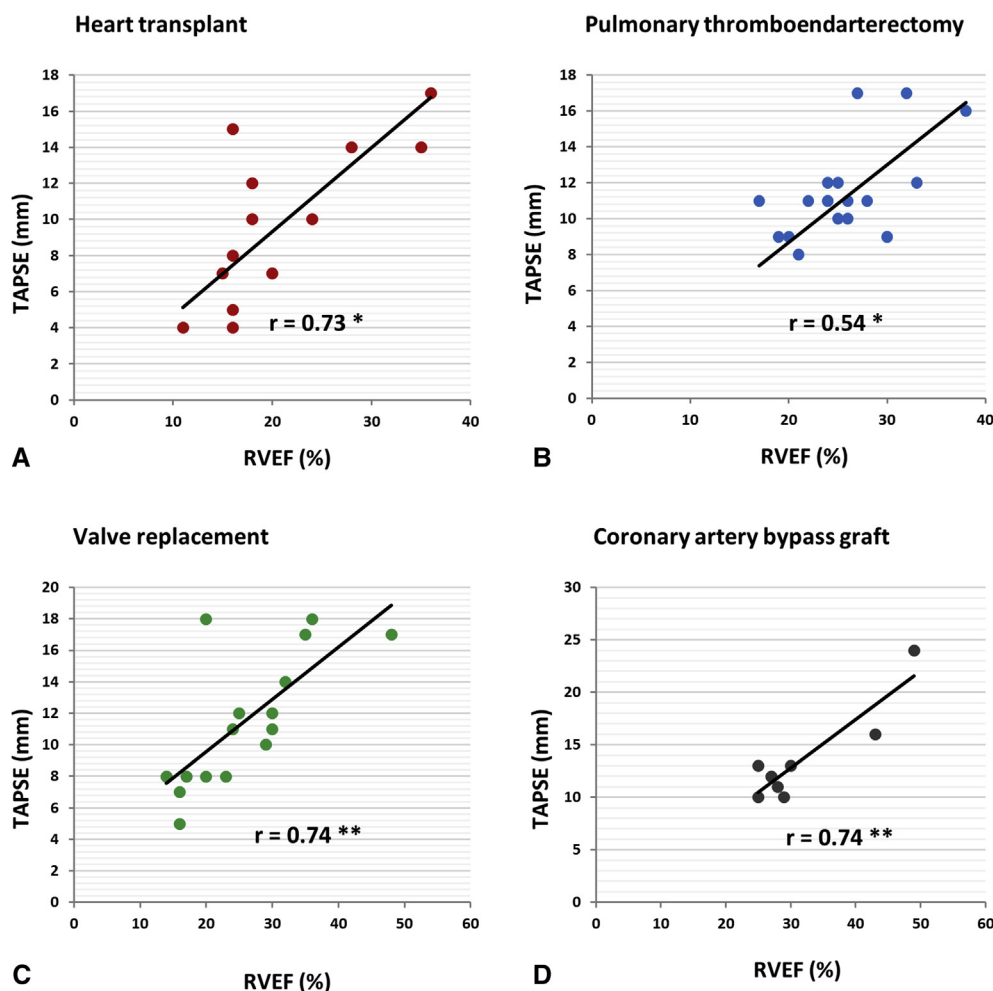 Heart transplant
18
16
14
12
10
8
6
4
2
0
TAPSE (mm)
r = 0.73 *
0 10 20 30 40
RVEF (%)
A
Pulmonary thromboendarterectomy
18
16
14
12
10
8
6
4
2
0
TAPSE (mm)
r = 0.54 *
0 10 20 30 40
RVEF (%)
B
Valve replacement
20
18
16
14
12
10
8
6
4
2
0
TAPSE (mm)
r = 0.74 **
0 10 20 30 40 50 60
RVEF (%)
C
Coronary artery bypass graft
30
25
20
15
10
5
0
TAPSE (mm)
r = 0.74 **
0 10 20 30 40 50 60
RVEF (%)
D